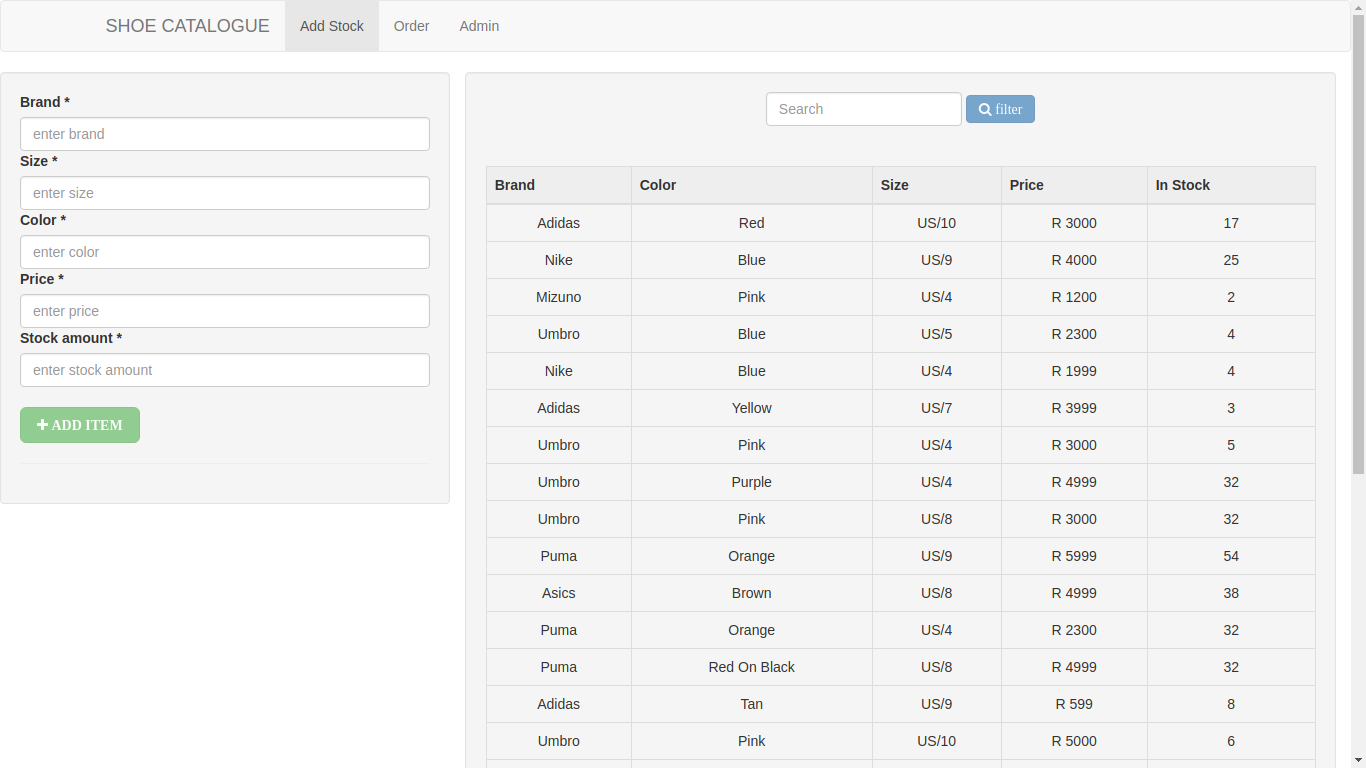 SHOE CATALOGUE Add Stock Order Admin
Brand *
enter brand
Size *
enter size
Color *
enter color
Price *
enter price
Stock amount *
enter stock amount
ADD ITEM
Search filter
Brand Color Size Price In Stock
Adidas Red US/10 R 3000 17
Nike Blue US/9 R 4000 25
Mizuno Pink US/4 R 1200 2
Umbro Blue US/5 R 2300 4
Nike Blue US/4 R 1999 4
Adidas Yellow US/7 R 3999 3
Umbro Pink US/4 R 3000 5
Umbro Purple US/4 R 4999 32
Umbro Pink US/8 R 3000 32
Puma Orange US/9 R 5999 54
Asics Brown US/8 R 4999 38
Puma Orange US/4 R 2300 32
Puma Red On Black US/8 R 4999 32
Adidas Tan US/9 R 599 8
Umbro Pink US/10 R 5000 6